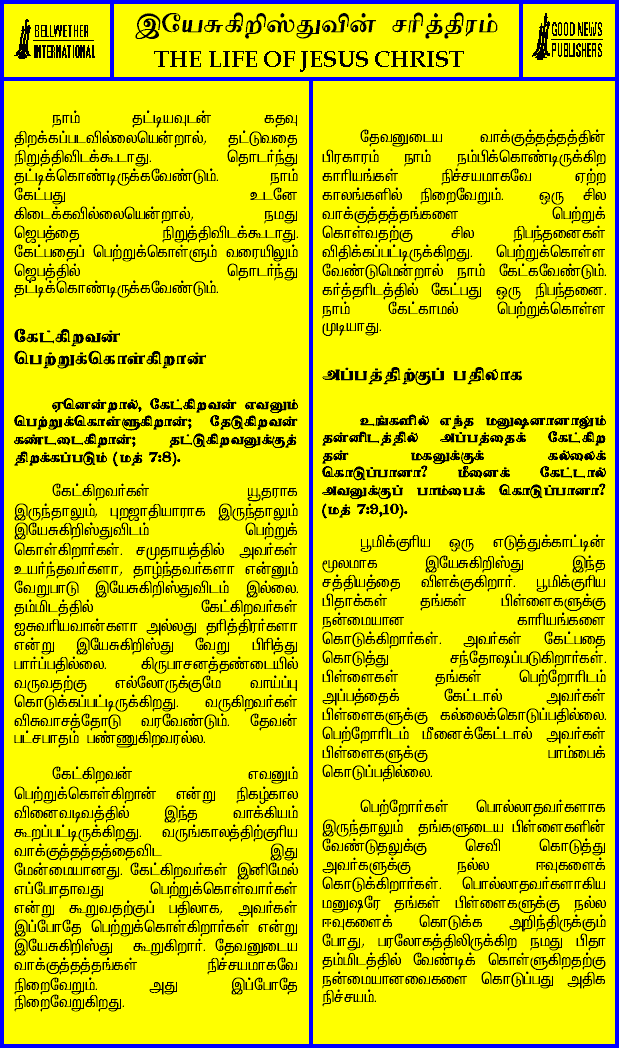 BELLWETHER
INTERNATIONAL
இயேசுகிறிஸ்துவின் சரித்திரம்
THE LIFE OF JESUS CHRIST
GOOD NEWS
PUBLISHERS
நாம் தட்டியவுடன் கதவு
திறக்கப்படவில்லையென்றால், தட்டுவதை
நிறுத்திவிடக்கூடாது. தொடர்ந்து
தட்டிக்கொண்டிருக்கவேண்டும். நாம்
கேட்பது உடனே
கிடைக்கவில்லையென்றால், நமது
ஜெபத்தை நிறுத்திவிடக்கூடாது.
கேட்பதைப் பெற்றுக்கொள்ளும் வரையிலும்
ஜெபத்தில் தொடர்ந்து
தட்டிக்கொண்டிருக்கவேண்டும்.
கேட்கிறவன்
பெற்றுக்கொள்கிறான்
ஏனென்றால், கேட்கிறவன் எவனும்
பெற்றுக்கொள்ளுகிறான்; தேடுகிறவன்
கண்டடைகிறான்; தட்டுகிறவனுக்குத்
திறக்கப்படும் (மத் 7:8).
கேட்கிறவர்கள் யூதராக
இருந்தாலும், புறஜாதியாராக இருந்தாலும்
இயேசுகிறிஸ்துவிடம் பெற்றுக்
கொள்கிறார்கள். சமுதாயத்தில் அவர்கள்
உயர்ந்தவர்களா, தாழ்ந்தவர்களா என்னும்
வேறுபாடு இயேசுகிறிஸ்துவிடம் இல்லை.
தம்மிடத்தில் கேட்கிறவர்கள்
ஐசுவரியவான்களா அல்லது தரித்திரர்களா
என்று இயேசுகிறிஸ்து வேறு பிரித்து
பார்ப்பதில்லை. கிருபாசனத்தண்டையில்
வருவதற்கு எல்லோருக்குமே வாய்ப்பு
கொடுக்கப்பட்டிருக்கிறது. வருகிறவர்கள்
விசுவாசத்தோடு வரவேண்டும். தேவன்
பட்சபாதம் பண்ணுகிறவரல்ல.
கேட்கிறவன் எவனும்
பெற்றுக்கொள்கிறான் என்று நிகழ்கால
வினைவடிவத்தில் இந்த வாக்கியம்
கூறப்பட்டிருக்கிறது. வருங்காலத்திற்குரிய
வாக்குத்தத்தத்தைவிட இது
மேன்மையானது. கேட்கிறவர்கள் இனிமேல்
எப்போதாவது பெற்றுக்கொள்வார்கள்
என்று கூறுவதற்குப் பதிலாக, அவர்கள்
இப்போதே பெற்றுக்கொள்கிறார்கள் என்று
இயேசுகிறிஸ்து கூறுகிறார். தேவனுடைய
வாக்குத்தத்தங்கள் நிச்சயமாகவே
நிறைவேறும். அது இப்போதே
நிறைவேறுகிறது.
தேவனுடைய வாக்குத்தத்தத்தின்
பிரகாரம் நாம் நம்பிக்கொண்டிருக்கிற
காரியங்கள் நிச்சயமாகவே ஏற்ற
காலங்களில் நிறைவேறும். ஒரு சில
வாக்குத்தத்தங்களை பெற்றுக்
கொள்வதற்கு சில நிபந்தனைகள்
விதிக்கப்பட்டிருக்கிறது. பெற்றுக்கொள்ள
வேண்டுமென்றால் நாம் கேட்கவேண்டும்.
கர்த்தரிடத்தில் கேட்பது ஒரு நிபந்தனை.
நாம் கேட்காமல் பெற்றுக்கொள்ள
முடியாது.
அப்பத்திற்குப் பதிலாக
உங்களில் எந்த மனுஷனானாலும்
தன்னிடத்தில் அப்பத்தைக் கேட்கிற
தன் மகனுக்குக் கல்லைக்
கொடுப்பானா? மீனைக் கேட்டால்
அவனுக்குப் பாம்பைக் கொடுப்பானா?
(மத் 7:9,10).
பூமிக்குரிய ஒரு எடுத்துக்காட்டின்
மூலமாக இயேசுகிறிஸ்து இந்த
சத்தியத்தை விளக்குகிறார். பூமிக்குரிய
பிதாக்கள் தங்கள் பிள்ளைகளுக்கு
நன்மையான காரியங்களை
கொடுக்கிறார்கள். அவர்கள் கேட்பதை
கொடுத்து சந்தோஷப்படுகிறார்கள்.
பிள்ளைகள் தங்கள் பெற்றோரிடம்
அப்பத்தைக் கேட்டால் அவர்கள்
பிள்ளைகளுக்கு கல்லைக்கொடுப்பதில்லை.
பெற்றோரிடம் மீனைக்கேட்டால் அவர்கள்
பிள்ளைகளுக்கு பாம்பைக்
கொடுப்பதில்லை.
பெற்றோர்கள் பொல்லாதவர்களாக
இருந்தாலும் தங்களுடைய பிள்ளைகளின்
வேண்டுதலுக்கு செவி கொடுத்து
அவர்களுக்கு நல்ல ஈவுகளைக்
கொடுக்கிறார்கள். பொல்லாதவர்களாகிய
மனுஷரே தங்கள் பிள்ளைகளுக்கு நல்ல
ஈவுகளைக் கொடுக்க அறிந்திருக்கும்
போது, பரலோகத்திலிருக்கிற நமது பிதா
தம்மிடத்தில் வேண்டிக் கொள்ளுகிறதற்கு
நன்மையானவைகளை கொடுப்பது அதிக
நிச்சயம்.